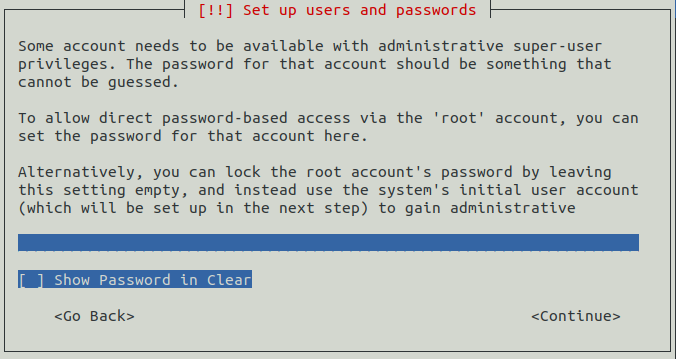 [!!] Set up users and passwords
Some account needs to be available with administrative super-user
privileges. The password for that account should be something that
cannot be guessed.
To allow direct password-based access via the 'root' account, you can
set the password for that account here.
Alternatively, you can lock the root account's password by leaving
this setting empty, and instead use the system's initial user account
(which will be set up in the next step) to gain administrative
[ ] Show Password in Clear
<Go Back> <Continue>